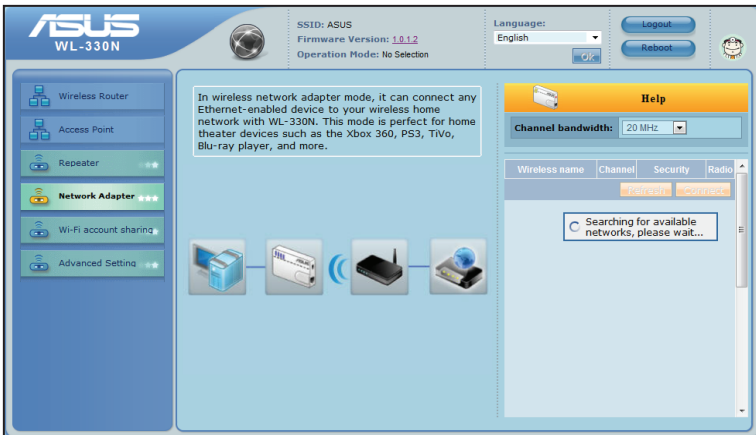 ASUS
WL-330N
SSID: ASUS
Firmware Version: 1.0.1.2
Operation Mode: No Selection
Language:
English
Ok
Logout
Reboot
Wireless Router
Access Point
Repeater
Network Adapter
Wi-Fi account sharing
Advanced Setting
In wireless network adapter mode, it can connect any
Ethernet-enabled device to your wireless home
network with WL-330N. This mode is perfect for home
theater devices such as the Xbox 360, PS3, TiVo,
Blu-ray player, and more.
Help
Channel bandwidth: 20 MHz
Wireless name Channel Security Radio
Refresh Connect
Searching for available
networks, please wait...